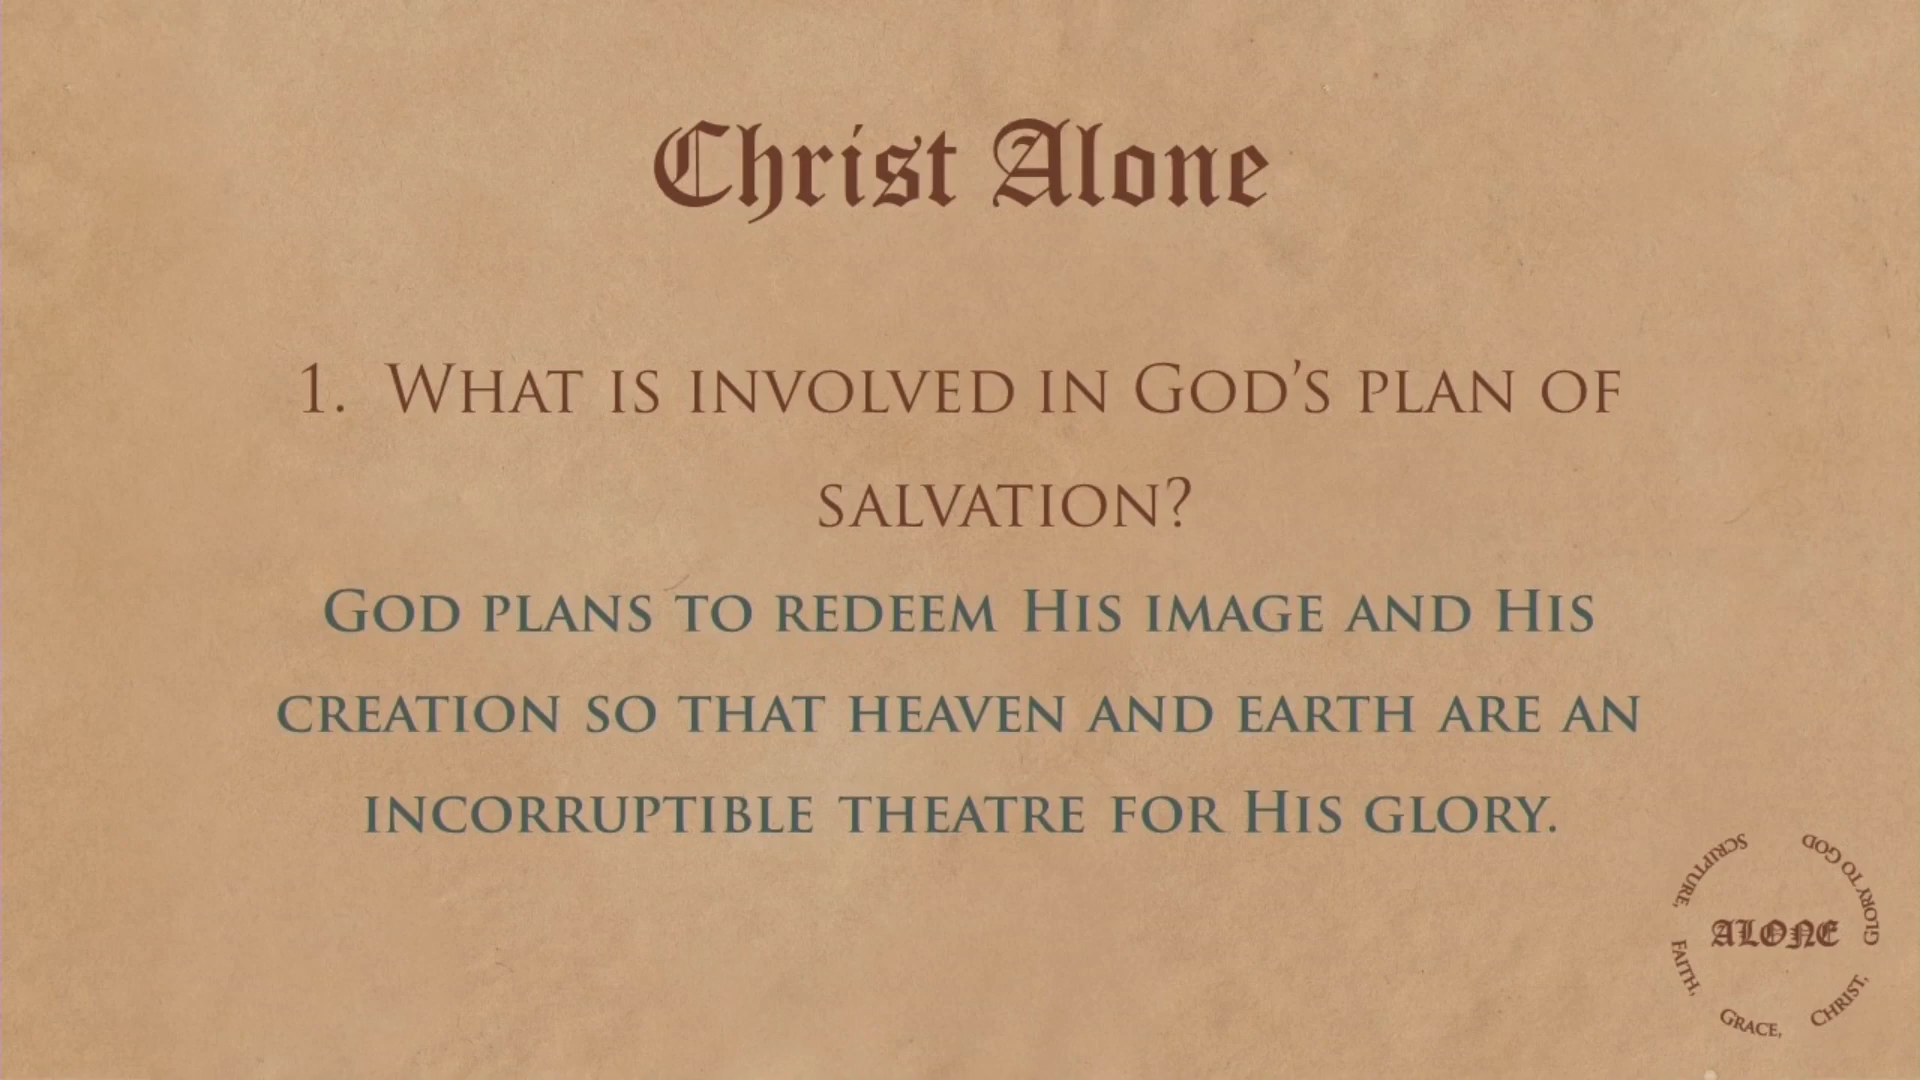 Christ Alone
1. What is involved in God's plan of
salvation?
God plans to redeem His image and His
creation so that heaven and earth are an
incorruptible theatre for His glory.
Scripture,
Faith,
Grace,
Christ,
Glory to God
ALONE